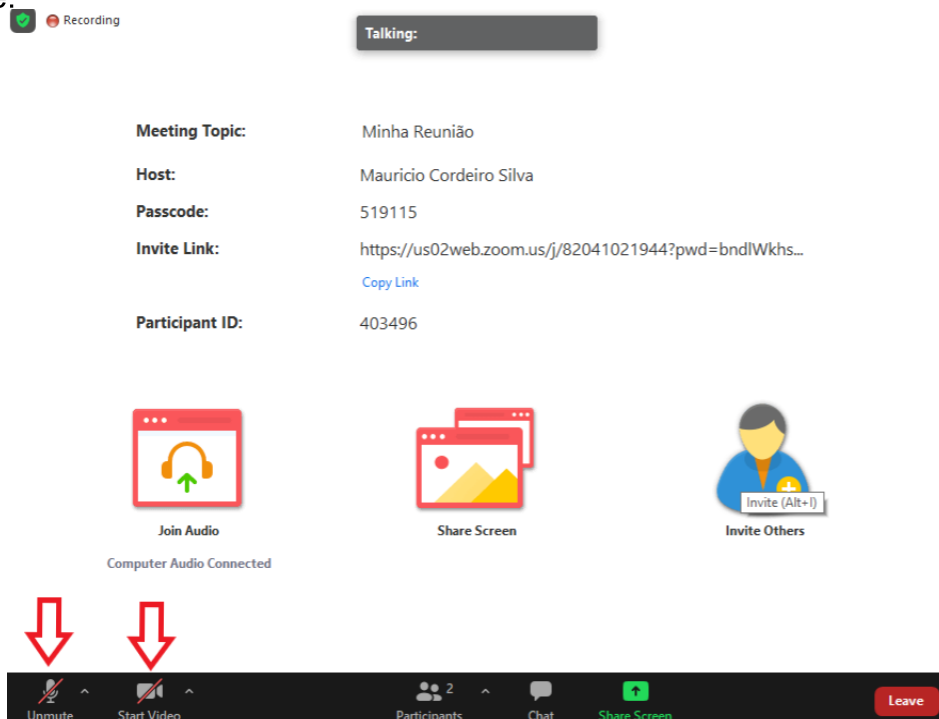 Recording
Talking:
Meeting Topic: Minha Reunião
Host: Mauricio Cordeiro Silva
Passcode: 519115
Invite Link: https://us02web.zoom.us/j/82041021944?pwd=bndlWkhs...
Copy Link
Participant ID: 403496
Join Audio Share Screen Invite Others
Invite (Alt+I)
Computer Audio Connected
2
Unmute Start Video Participants Chat Share Screen Leave